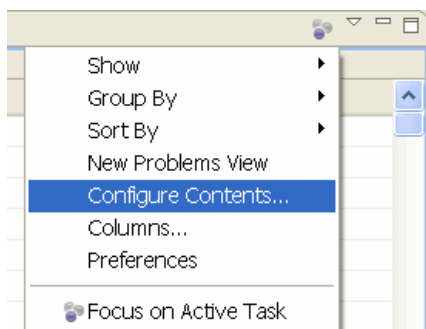 Show
Group By
Sort By
New Problems View
Configure Contents...
Columns...
Preferences
Focus on Active Task